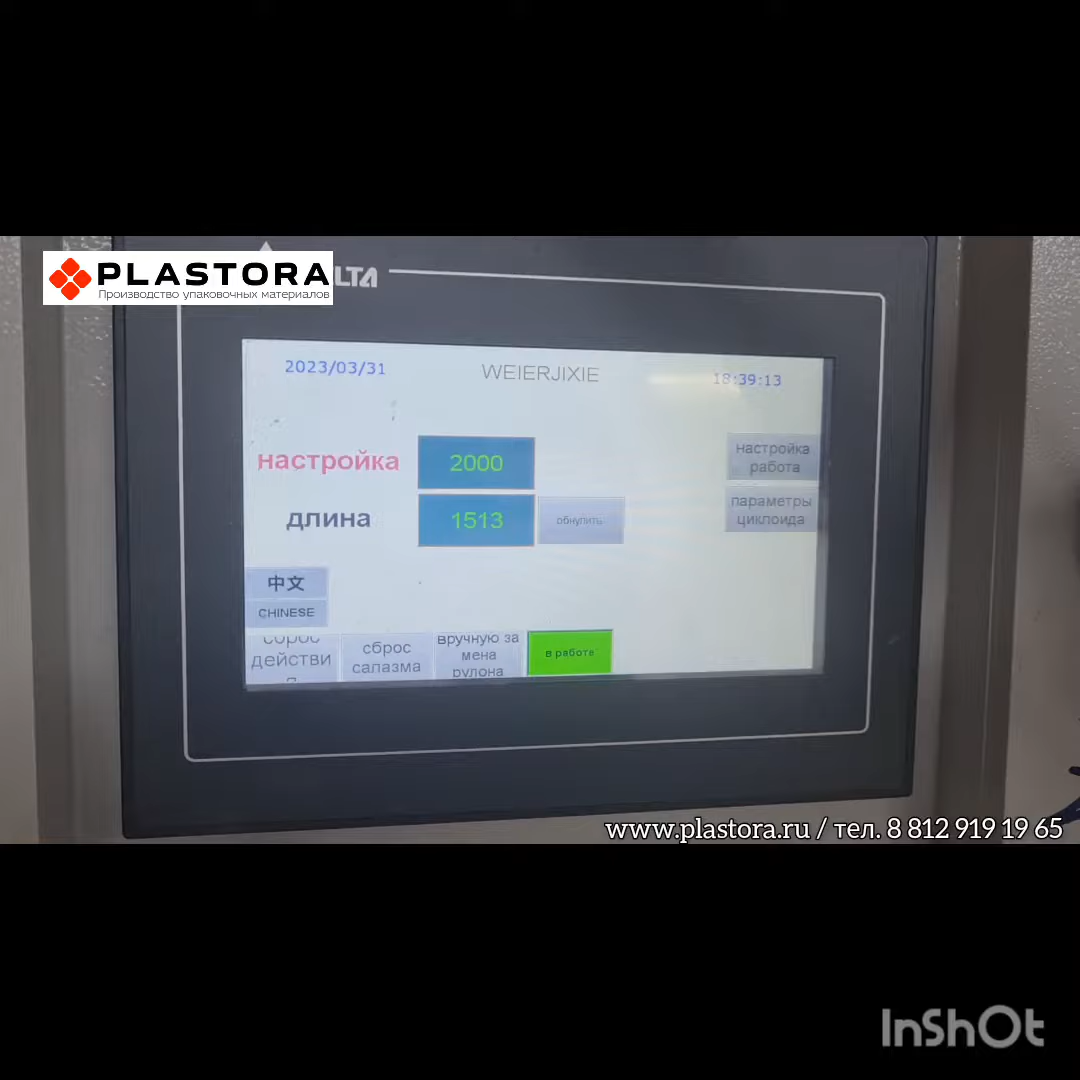 PLASTORA
Производство упаковочных материалов
LTA
2023/03/31 WEIERJIXIE 18:39:13
настройка 2000
настройка
работа
длина 1513 обнулить
параметры
циклоида
中文
CHINESE
сброс
действи
сброс
салазма
вручную за
мена
рулона
в работе
www.plastora.ru / тел. 8 812 919 19 65
InShOt